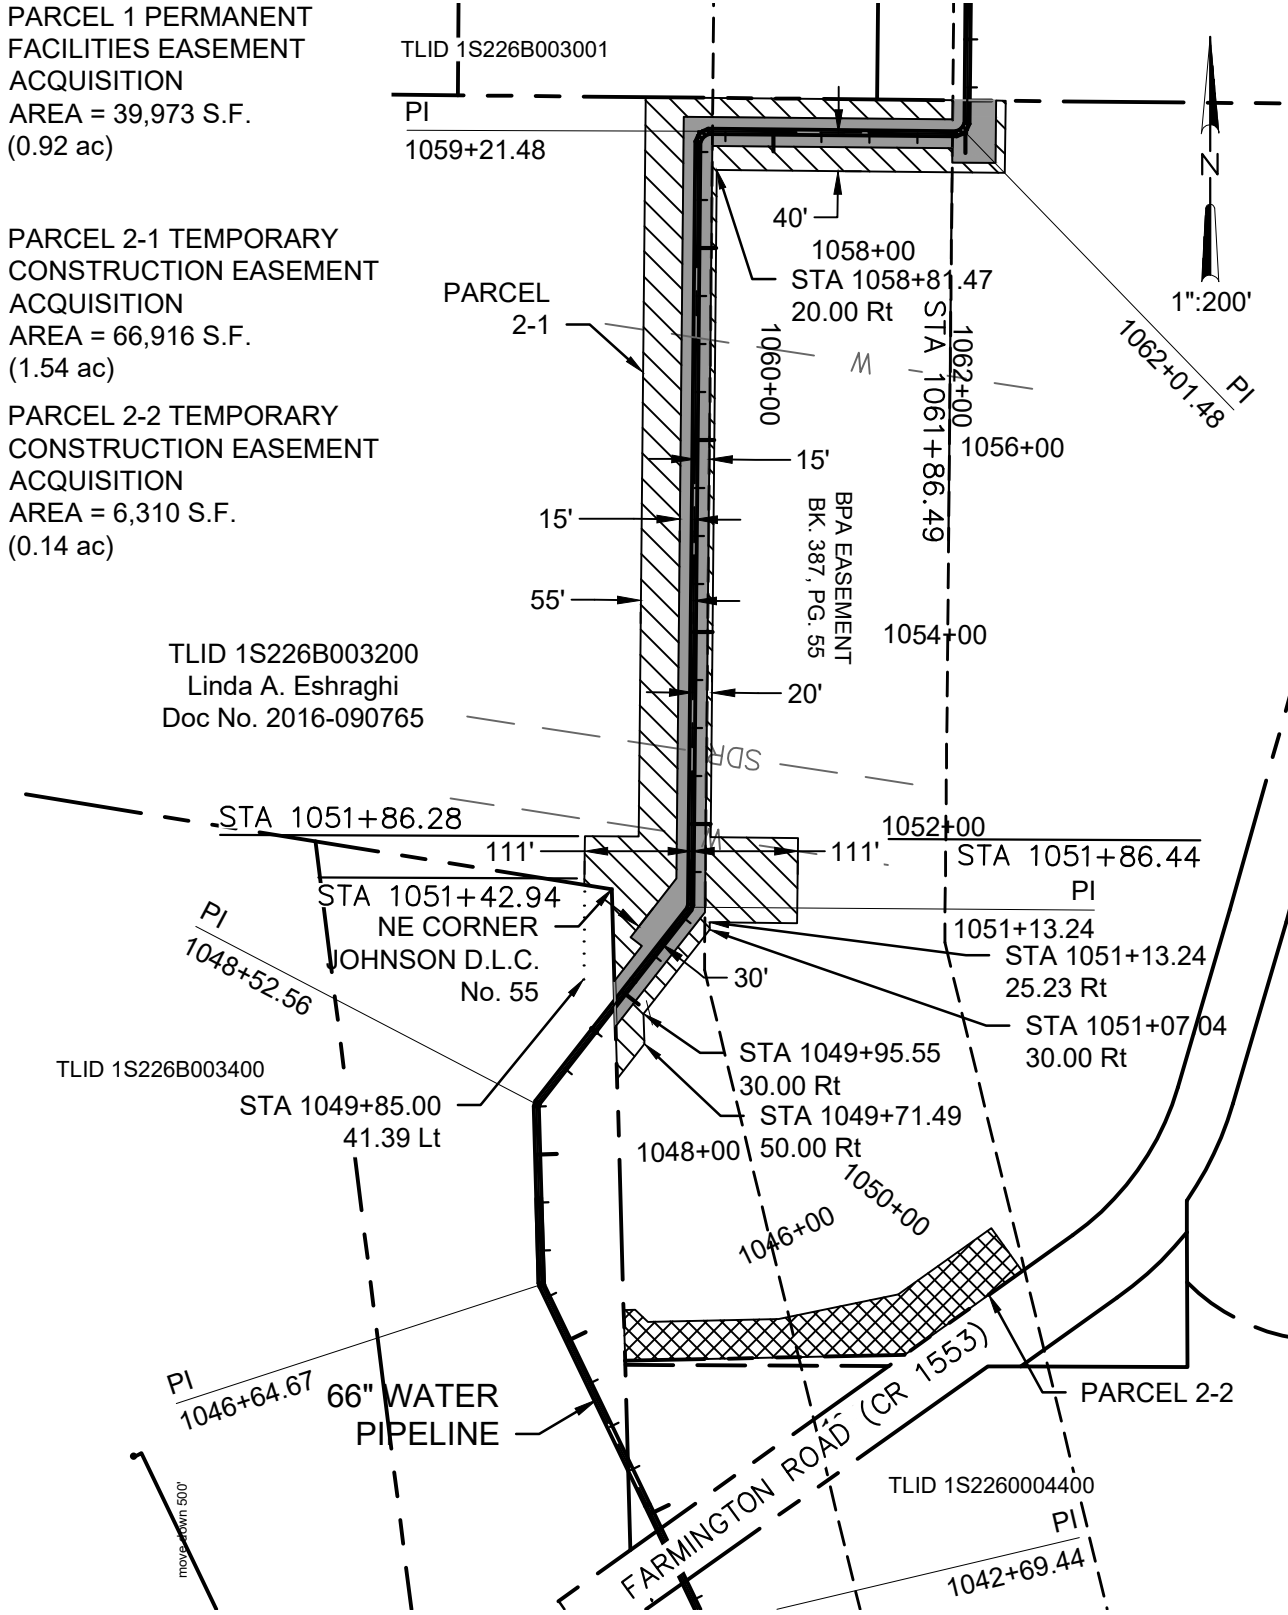 PARCEL 1 PERMANENT
FACILITIES EASEMENT
ACQUISITION
AREA = 39,973 S.F.
(0.92 ac)
PARCEL 2-1 TEMPORARY
CONSTRUCTION EASEMENT
ACQUISITION
AREA = 66,916 S.F.
(1.54 ac)
PARCEL 2-2 TEMPORARY
CONSTRUCTION EASEMENT
ACQUISITION
AREA = 6,310 S.F.
(0.14 ac)
TLID 1S226B003001
PI
1059+21.48
N
1":200'
40'
1058+00
STA 1058+81.47
20.00 Rt
PARCEL
2-1
1060+00
W
STA 1061+86.49
1062+00
PI
1062+01.48
1056+00
15'
15'
BPA EASEMENT
BK. 387, PG. 55
55'
1054+00
20'
TLID 1S226B003200
Linda A. Eshraghi
Doc No. 2016-090765
SDR
STA 1051+86.28
W
1052+00
111'
111'
STA 1051+86.44
STA 1051+42.94
PI
1051+13.24
NE CORNER
JOHNSON D.L.C.
No. 55
PI
1048+52.56
STA 1051+13.24
25.23 Rt
30'
STA 1051+07.04
30.00 Rt
STA 1049+95.55
30.00 Rt
TLID 1S226B003400
STA 1049+85.00
41.39 Lt
STA 1049+71.49
50.00 Rt
1048+00
1050+00
1046+00
PI
1046+64.67
66" WATER
PIPELINE
PARCEL 2-2
FARMINGTON ROAD (CR 1553)
TLID 1S2260004400
PI
1042+69.44
move down 500'